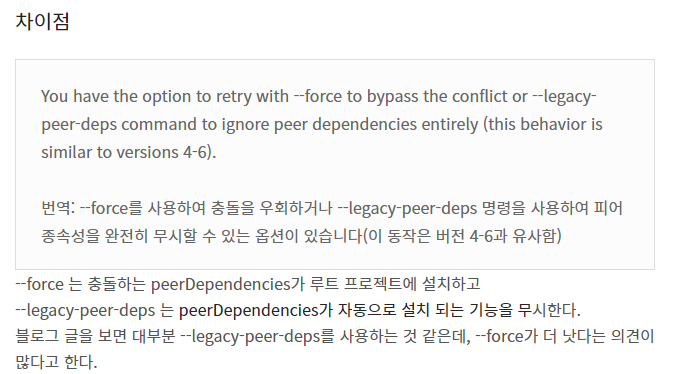 차이점
You have the option to retry with --force to bypass the conflict or --legacy-
peer-deps command to ignore peer dependencies entirely (this behavior is
similar to versions 4-6).
번역: --force를 사용하여 충돌을 우회하거나 --legacy-peer-deps 명령을 사용하여 피어
종속성을 완전히 무시할 수 있는 옵션이 있습니다(이 동작은 버전 4-6과 유사함)
--force 는 충돌하는 peerDependencies가 루트 프로젝트에 설치하고
--legacy-peer-deps 는 peerDependencies가 자동으로 설치 되는 기능을 무시한다.
블로그 글을 보면 대부분 --legacy-peer-deps를 사용하는 것 같은데, --force가 더 낫다는 의견이
많다고 한다.